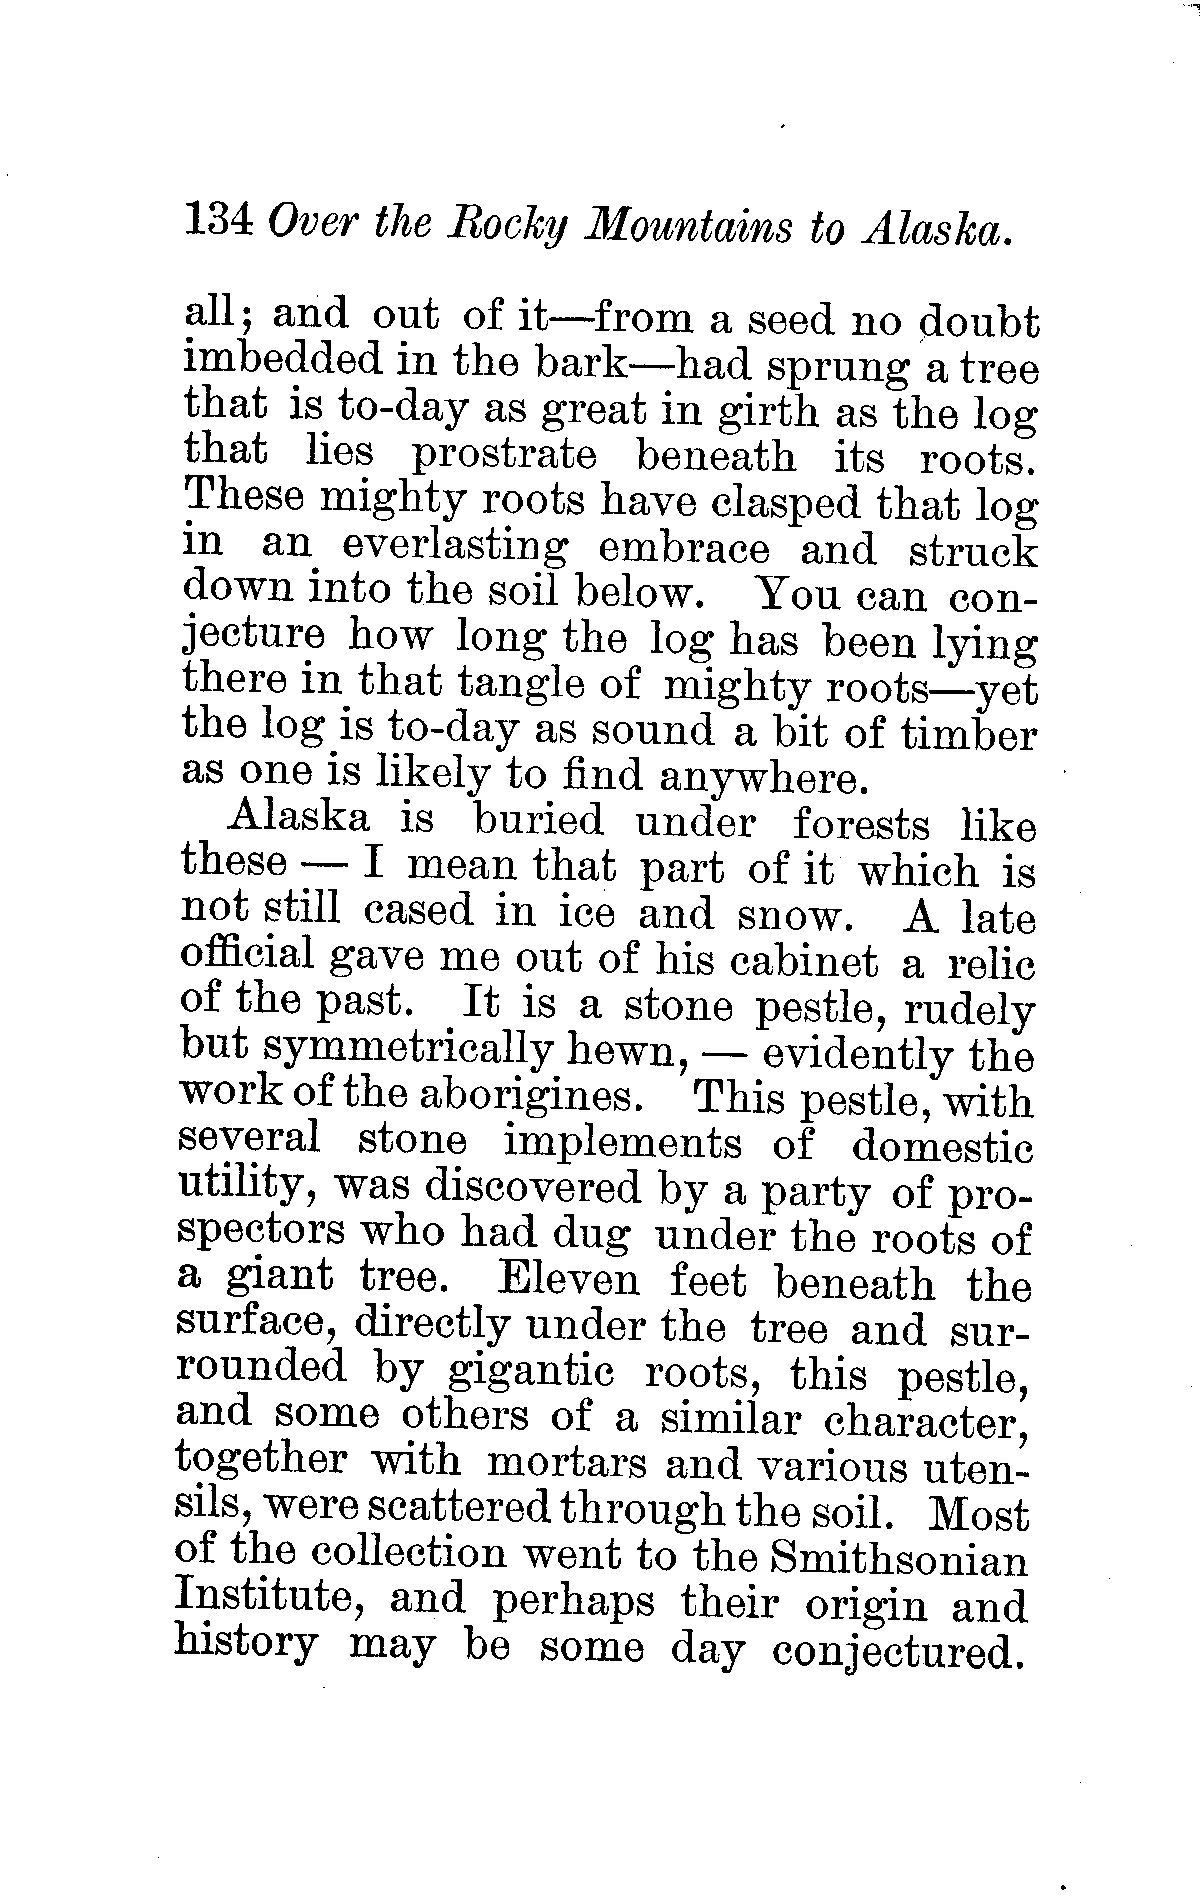 134 Over the Rocky Mountains to Alaska.
all; and out of it—from a seed no doubt
imbedded in the bark—had sprung a tree
that is to-day as great in girth as the log
that lies prostrate beneath its roots.
These mighty roots have clasped that log
in an everlasting embrace and struck
down into the soil below. You can con-
jecture how long the log has been lying
there in that tangle of mighty roots—yet
the log is to-day as sound a bit of timber
as one is likely to find anywhere.
Alaska is buried under forests like
these — I mean that part of it which is
not still cased in ice and snow. A late
official gave me out of his cabinet a relic
of the past. It is a stone pestle, rudely
but symmetrically hewn, — evidently the
work of the aborigines. This pestle, with
several stone implements of domestic
utility, was discovered by a party of pro-
spectors who had dug under the roots of
a giant tree. Eleven feet beneath the
surface, directly under the tree and sur-
rounded by gigantic roots, this pestle,
and some others of a similar character,
together with mortars and various uten-
sils, were scattered through the soil. Most
of the collection went to the Smithsonian
Institute, and perhaps their origin and
history may be some day conjectured.